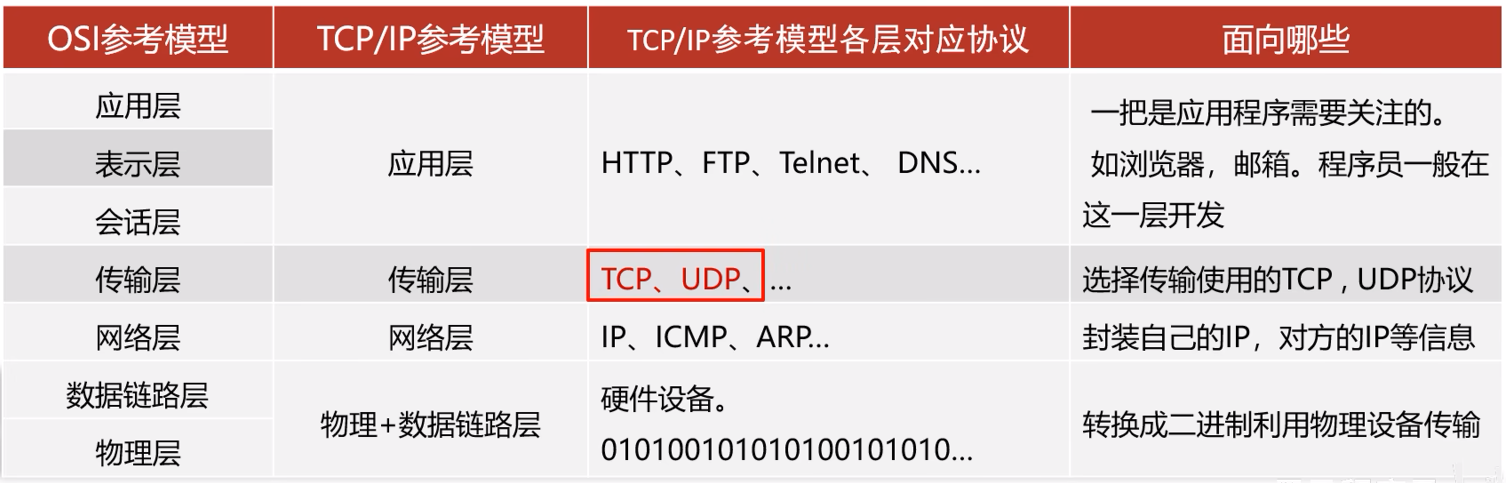 OSI参考模型
TCP/IP参考模型
TCP/IP参考模型各层对应协议
面向哪些
应用层
表示层
会话层
应用层
HTTP、FTP、Telnet、 DNS...
一把是应用程序需要关注的。
如浏览器，邮箱。程序员一般在
这一层开发
传输层
传输层
TCP、UDP、...
选择传输使用的TCP , UDP协议
网络层
网络层
IP、ICMP、ARP...
封装自己的IP，对方的IP等信息
数据链路层
物理层
物理+数据链路层
硬件设备。
010100101010100101010...
转换成二进制利用物理设备传输